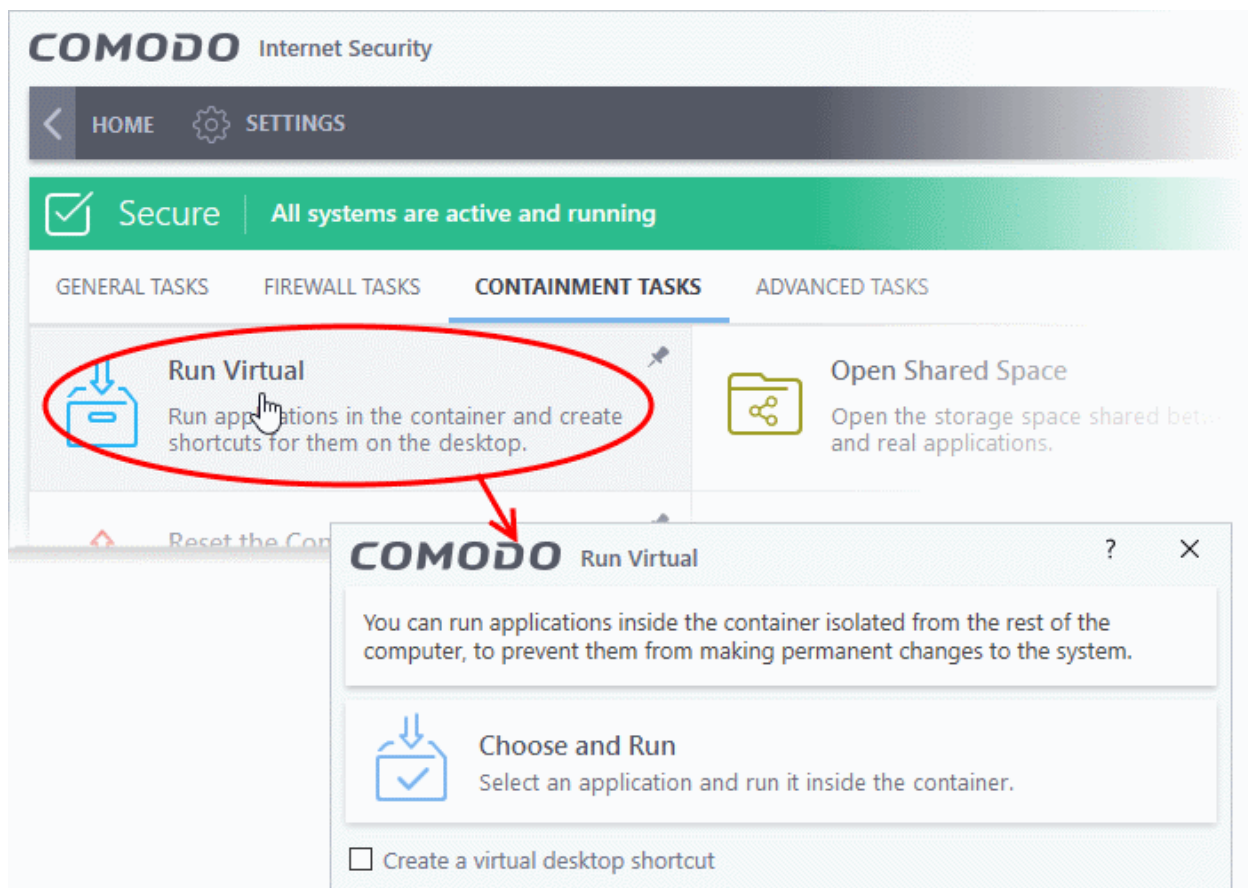 COMODO Internet Security
HOME SETTINGS
Secure All systems are active and running
GENERAL TASKS FIREWALL TASKS CONTAINMENT TASKS ADVANCED TASKS
Run Virtual
Run applications in the container and create
shortcuts for them on the desktop.
Open Shared Space
Open the storage space shared
and real applications.
Reset the
COMODO Run Virtual ?
You can run applications inside the container isolated from the rest of the
computer, to prevent them from making permanent changes to the system.
Choose and Run
Select an application and run it inside the container.
Create a virtual desktop shortcut